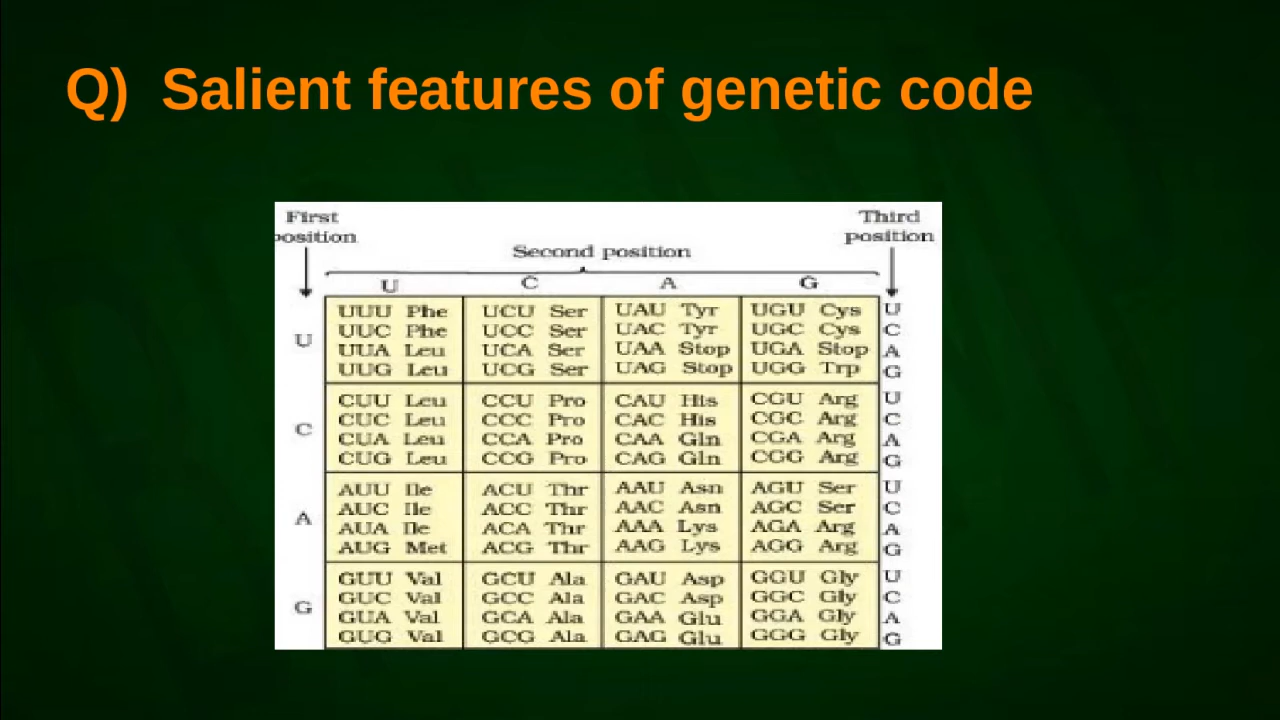 Q) Salient features of genetic code
First position
Third position
Second position
U C A G
U
UUU Phe UCU Ser UAU Tyr UGU Cys U
UUC Phe UCC Ser UAC Tyr UGC Cys C
UUA Leu UCA Ser UAA Stop UGA Stop A
UUG Leu UCG Ser UAG Stop UGG Trp G
C
CUU Leu CCU Pro CAU His CGU Arg U
CUC Leu CCC Pro CAC His CGC Arg C
CUA Leu CCA Pro CAA Gln CGA Arg A
CUG Leu CCG Pro CAG Gln CGG Arg G
A
AUU Ile ACU Thr AAU Asn AGU Ser U
AUC Ile ACC Thr AAC Asn AGC Ser C
AUA Ile ACA Thr AAA Lys AGA Arg A
AUG Met ACG Thr AAG Lys AGG Arg G
G
GUU Val GCU Ala GAU Asp GGU Gly U
GUC Val GCC Ala GAC Asp GGC Gly C
GUA Val GCA Ala GAA Glu GGA Gly A
GUG Val GCG Ala GAG Glu GGG Gly G